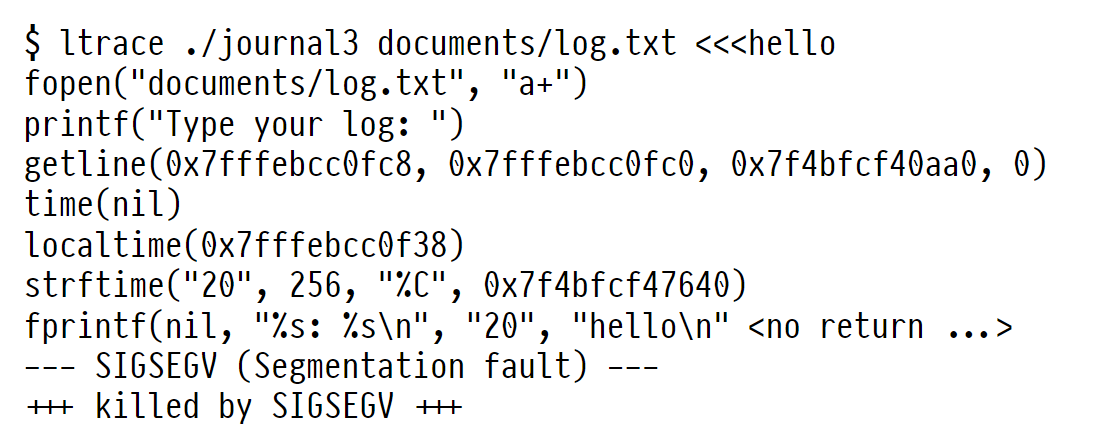 $ ltrace ./journal3 documents/log.txt <<<hello
fopen("documents/log.txt", "a+")
printf("Type your log: ")
getline(0x7fffebcc0fc8, 0x7fffebcc0fc0, 0x7f4bfcf40aa0, 0)
time(nil)
localtime(0x7fffebcc0f38)
strftime("20", 256, "%C", 0x7f4bfcf47640)
fprintf(nil, "%s: %s\n", "20", "hello\n" <no return ...>
--- SIGSEGV (Segmentation fault) ---
+++ killed by SIGSEGV +++